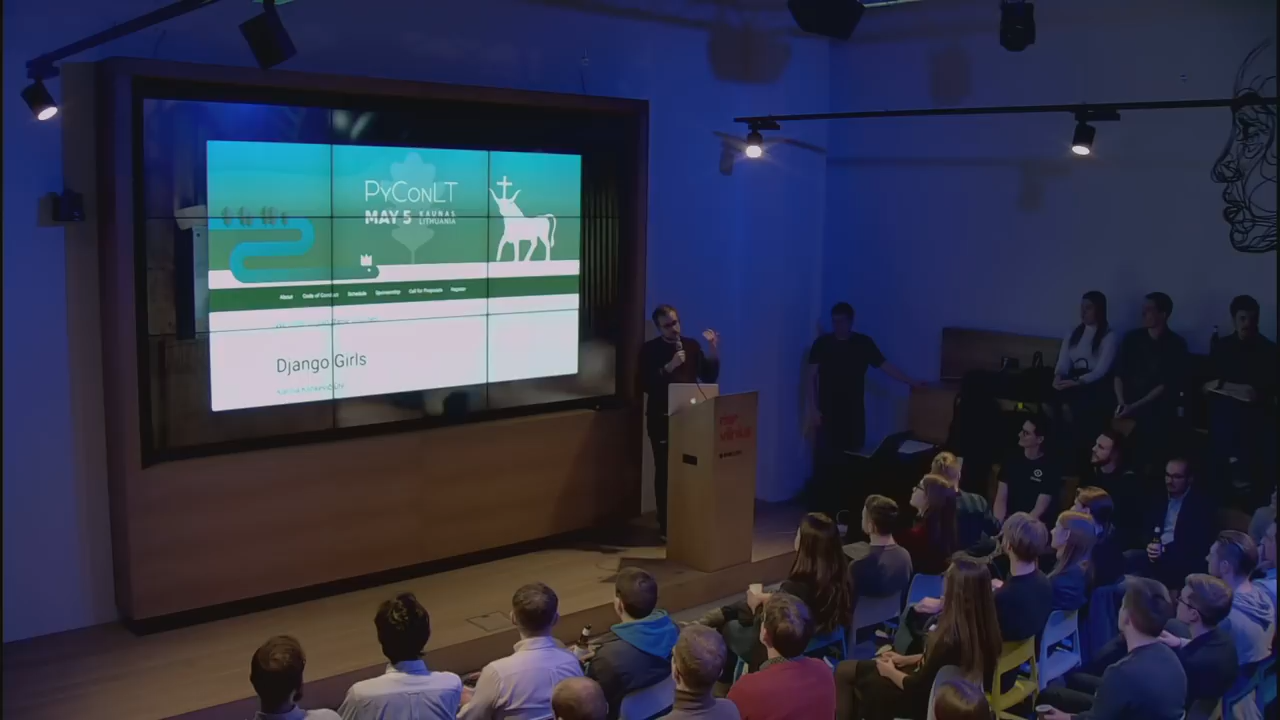 PyConLT
MAY 5 KAUNAS
LITHUANIA
About Code of Conduct Schedule Sponsorship Call for Proposals Register
Django Girls